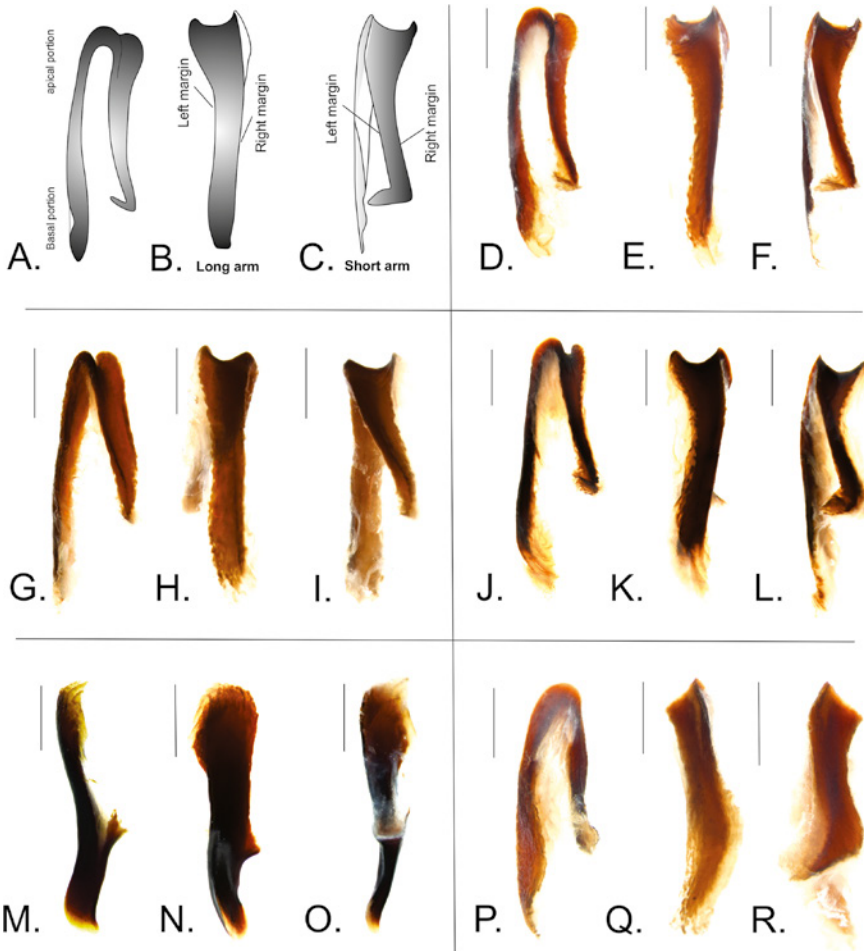 apical portion
Basal portion
Left margin
Right margin
Left margin
Right margin
A. B. Long arm C. Short arm D. E. F.
G. H. I. J. K. L.
M. N. O. P. Q. R.